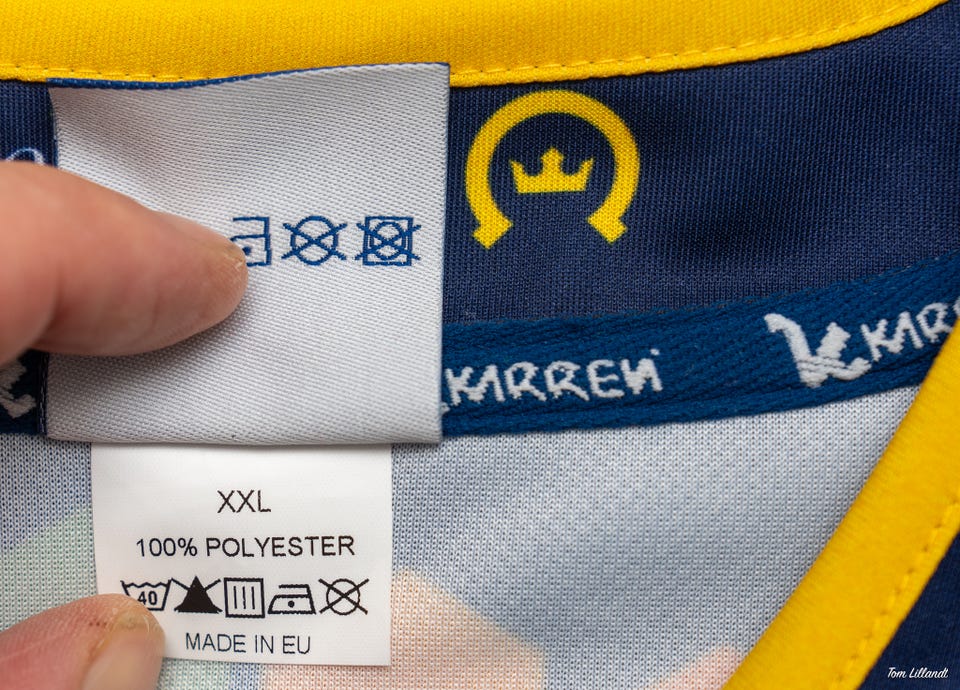 KARREN
KARR
XXL
100% POLYESTER
40
MADE IN EU
Tom Lillandt